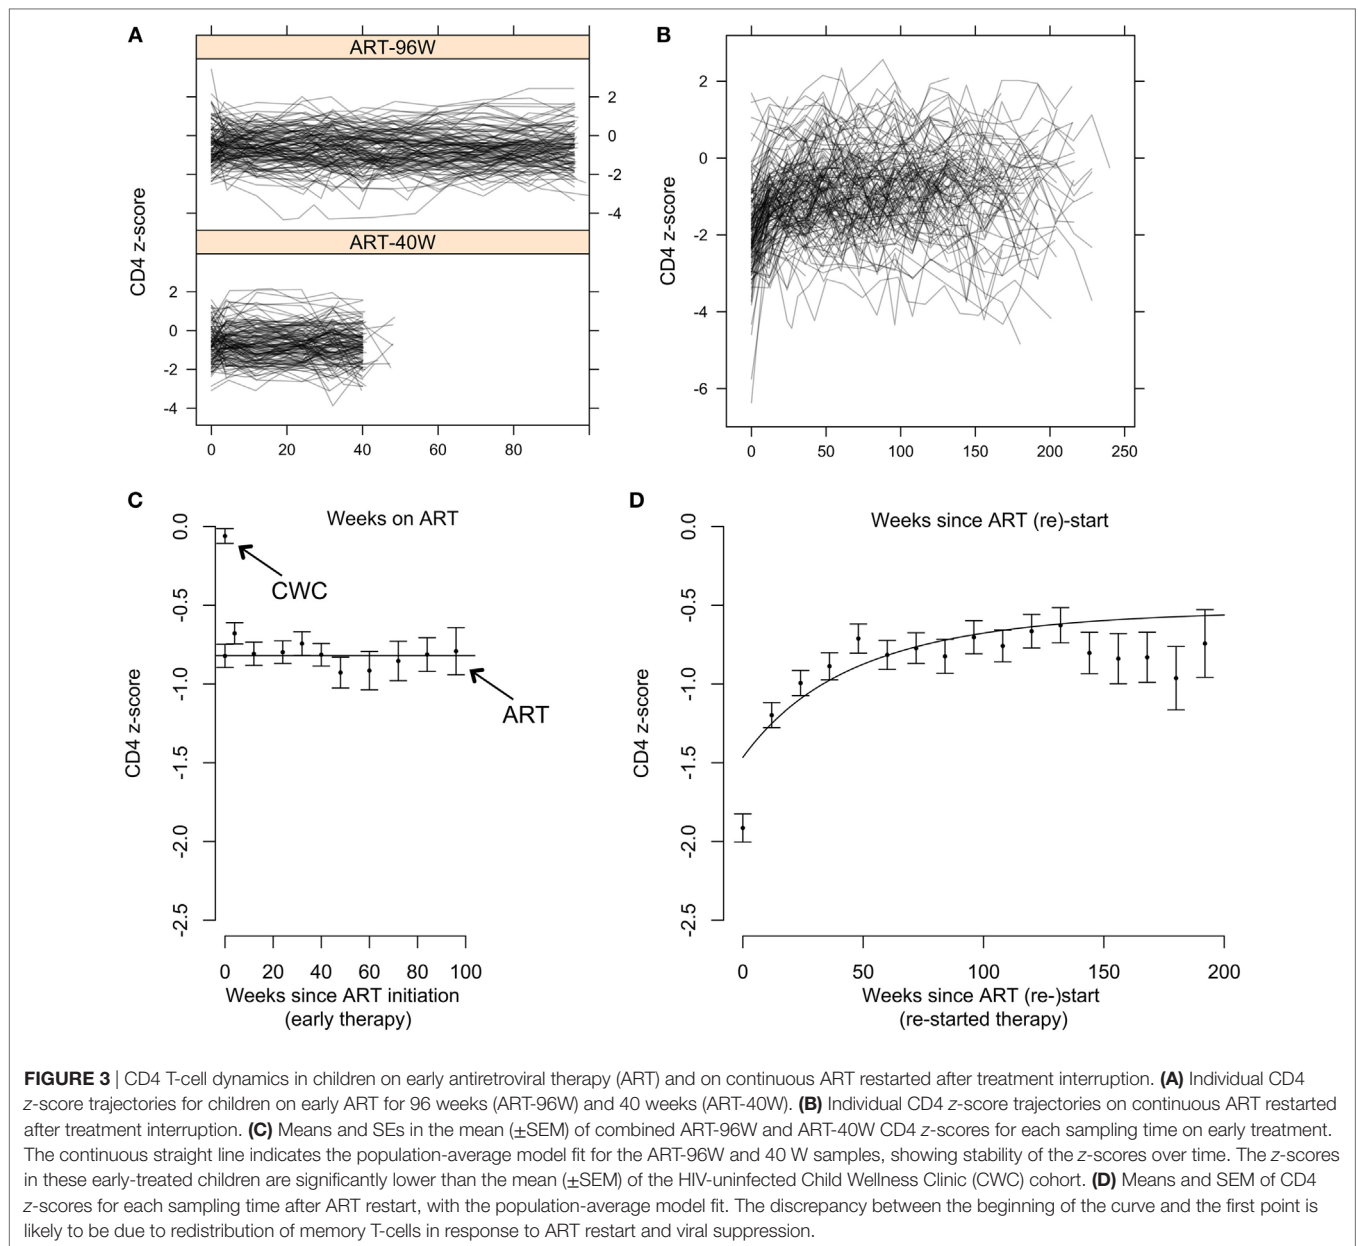 A
ART-96W
2
0
-2
-4
ART-40W
2
0
-2
-4
CD4 z-score
0 20 40 60 80
Weeks on ART
B
2
0
-2
-4
-6
CD4 z-score
0 50 100 150 200 250
Weeks since ART (re)-start
C
0.0
-0.5
-1.0
-1.5
-2.0
-2.5
CD4 z-score
CWC
ART
0 20 40 60 80 100
Weeks since ART initiation
(early therapy)
D
0.0
-0.5
-1.0
-1.5
-2.0
-2.5
CD4 z-score
0 50 100 150 200
Weeks since ART (re-)start
(re-started therapy)
FIGURE 3 | CD4 T-cell dynamics in children on early antiretroviral therapy (ART) and on continuous ART restarted after treatment interruption. (A) Individual CD4
z-score trajectories for children on early ART for 96 weeks (ART-96W) and 40 weeks (ART-40W). (B) Individual CD4 z-score trajectories on continuous ART restarted
after treatment interruption. (C) Means and SEs in the mean (±SEM) of combined ART-96W and ART-40W CD4 z-scores for each sampling time on early treatment.
The continuous straight line indicates the population-average model fit for the ART-96W and 40 W samples, showing stability of the z-scores over time. The z-scores
in these early-treated children are significantly lower than the mean (±SEM) of the HIV-uninfected Child Wellness Clinic (CWC) cohort. (D) Means and SEM of CD4
z-scores for each sampling time after ART restart, with the population-average model fit. The discrepancy between the beginning of the curve and the first point is
likely to be due to redistribution of memory T-cells in response to ART restart and viral suppression.